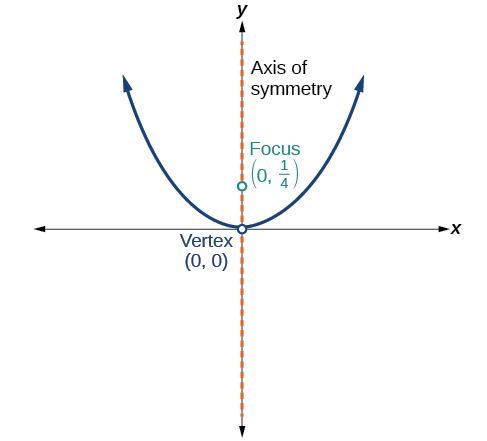 y
Axis of
symmetry
Focus
(0, 1/4)
x
Vertex
(0, 0)